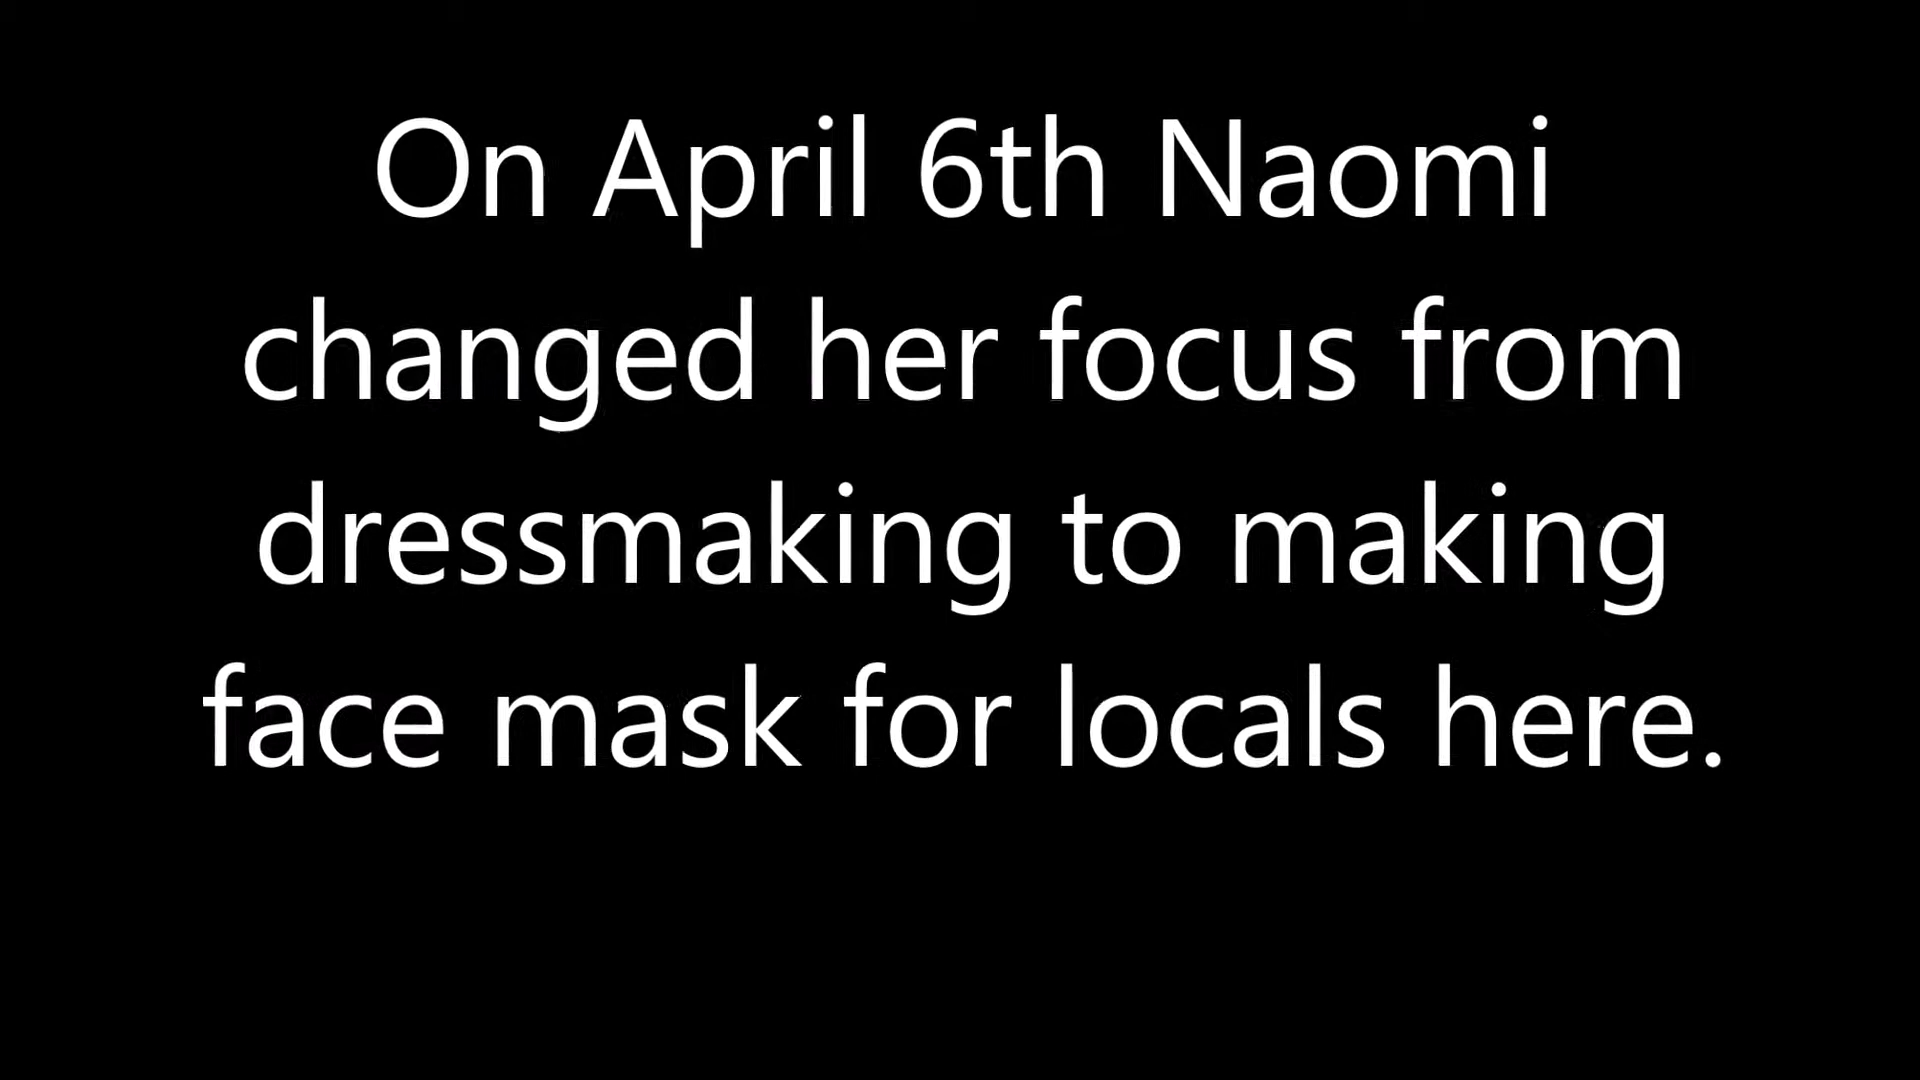 On April 6th Naomi
changed her focus from
dressmaking to making
face mask for locals here.